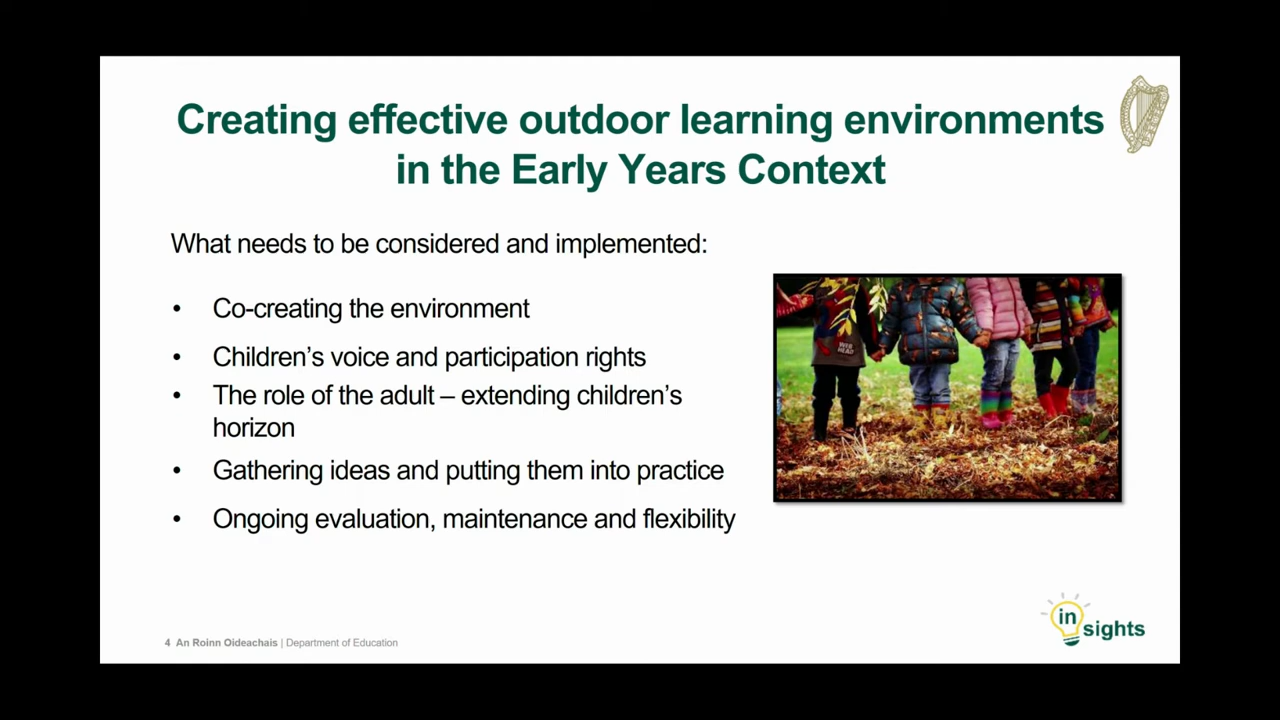 Creating effective outdoor learning environments
in the Early Years Context
What needs to be considered and implemented:
• Co-creating the environment
• Children’s voice and participation rights
• The role of the adult – extending children’s
horizon
• Gathering ideas and putting them into practice
• Ongoing evaluation, maintenance and flexibility
WEB
HEAD
4 An Roinn Oideachais | Department of Education
in
sights